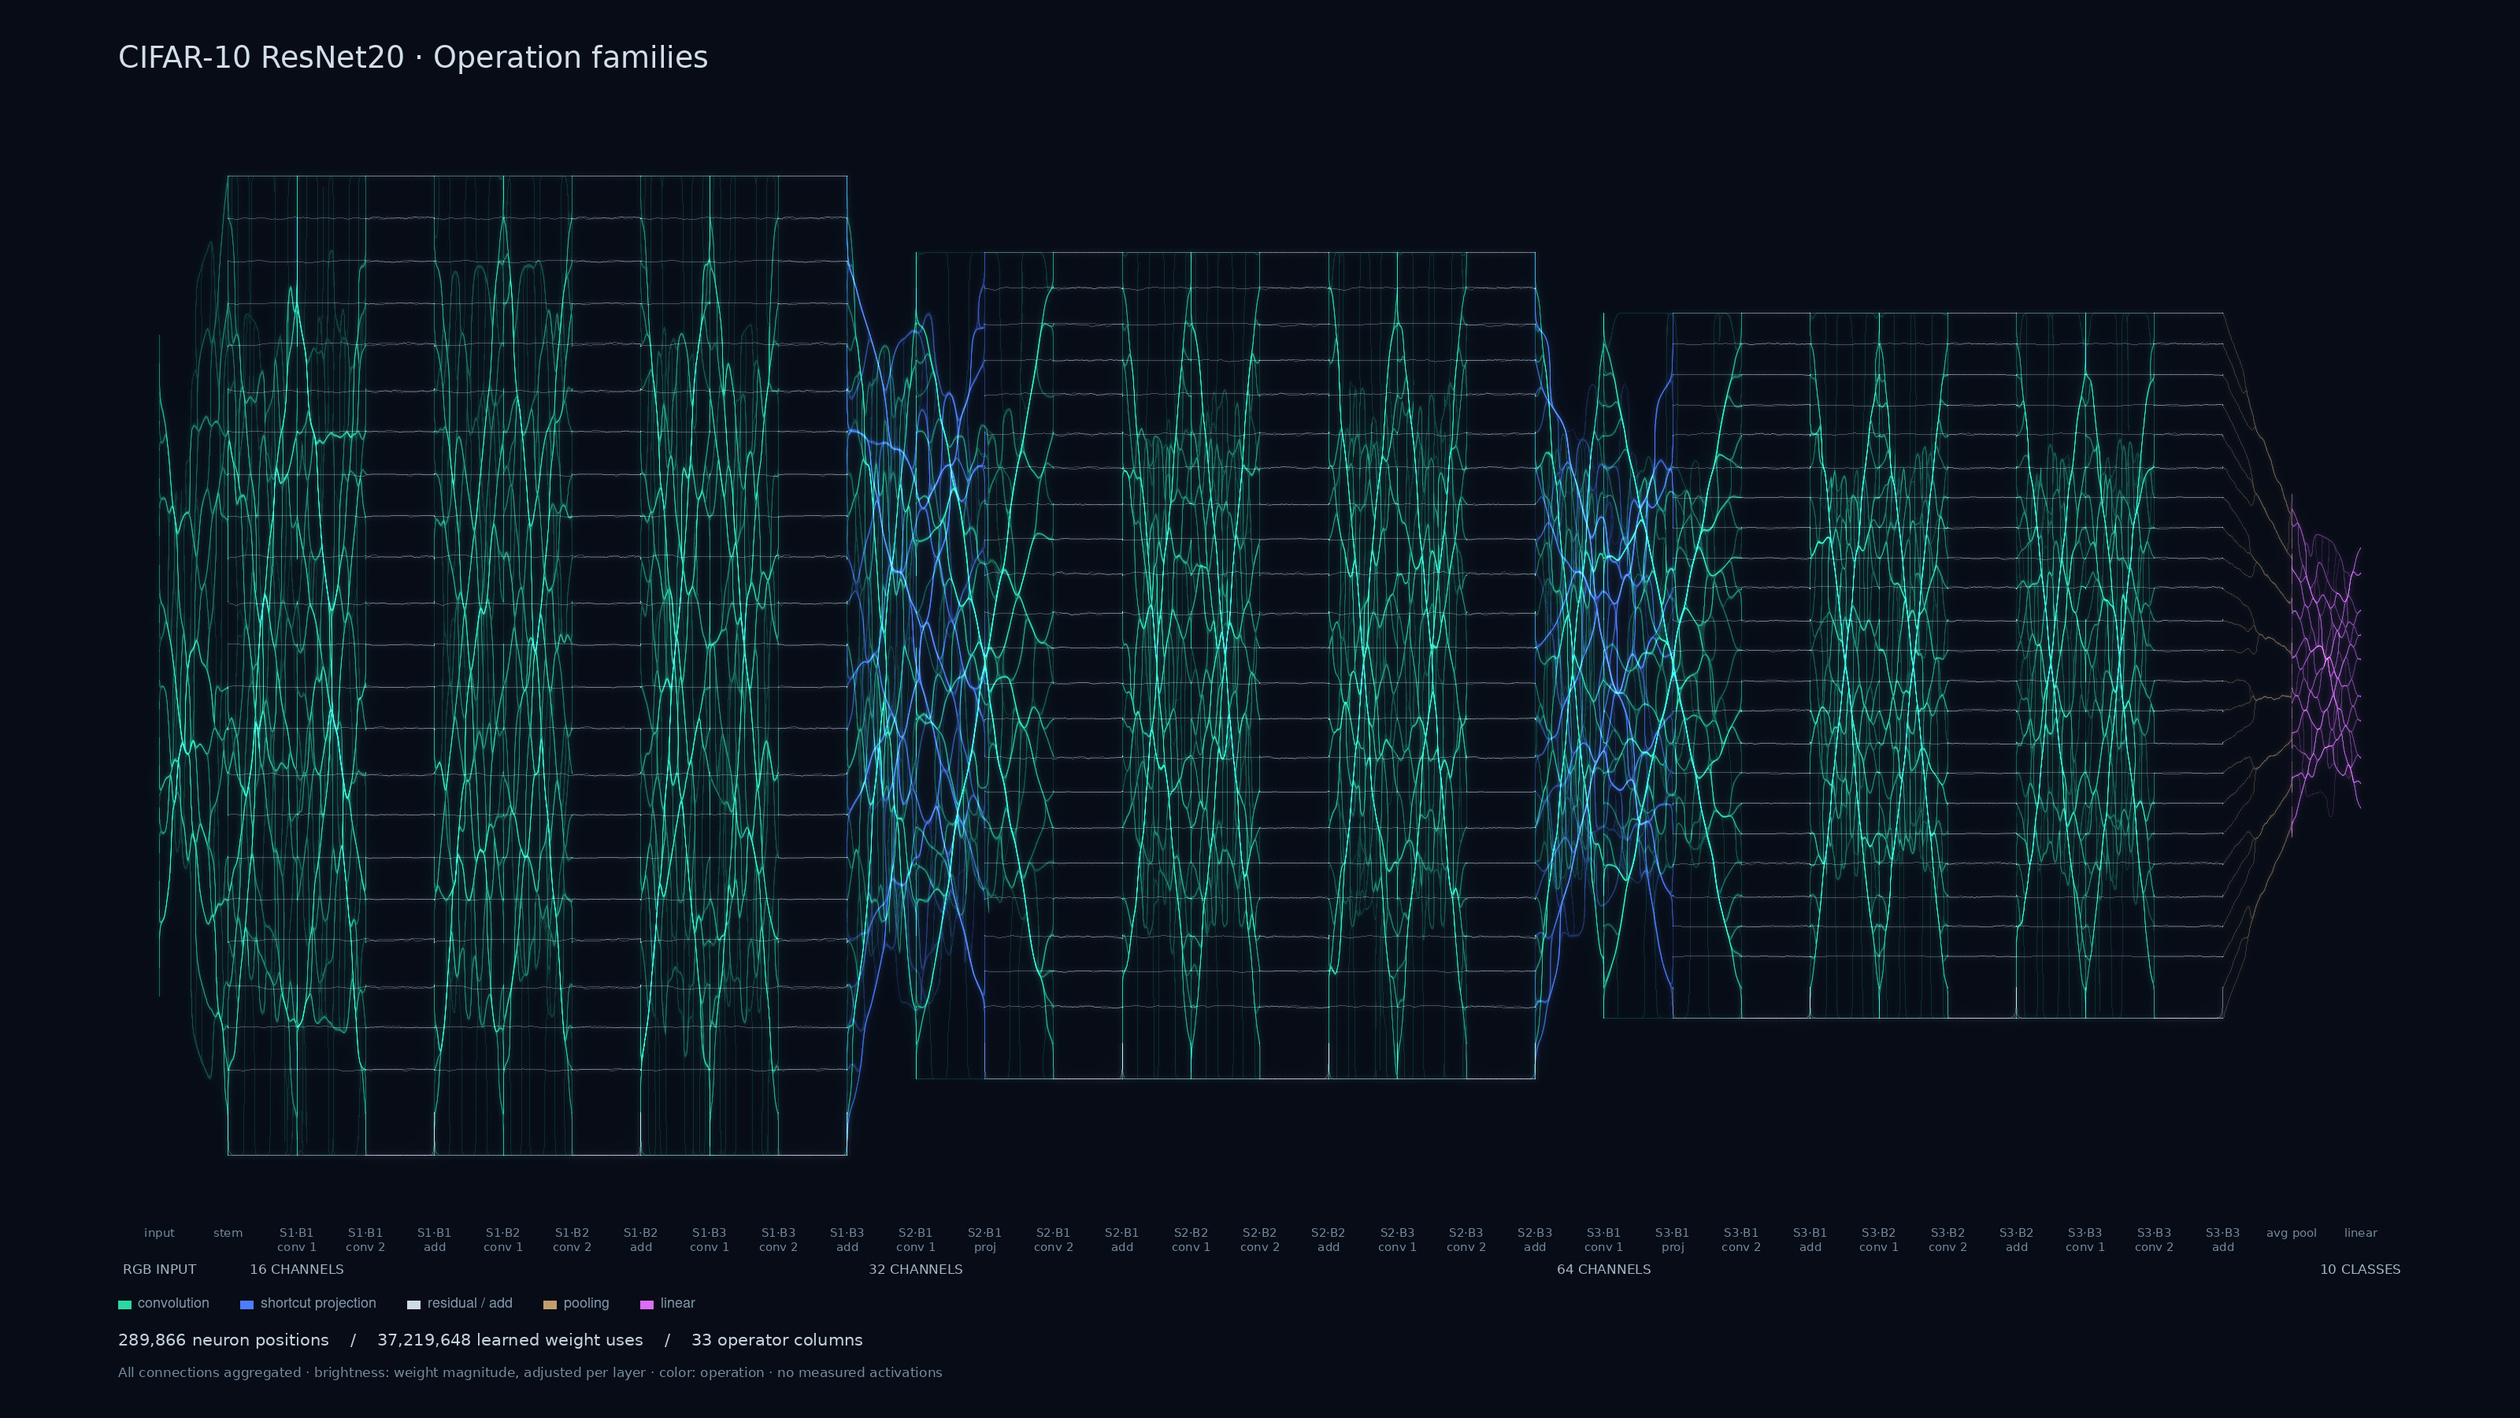 CIFAR-10 ResNet20 · Operation families
input stem S1·B1 S1·B1 S1·B1 S1·B2 S1·B2 S1·B2 S1·B3 S1·B3 S1·B3 S2·B1 S2·B1 S2·B1 S2·B1 S2·B2 S2·B2 S2·B2 S2·B3 S2·B3 S2·B3 S3·B1 S3·B1 S3·B1 S3·B1 S3·B2 S3·B2 S3·B2 S3·B3 S3·B3 S3·B3 avg pool linear
conv 1 conv 2 add conv 1 conv 2 add conv 1 conv 2 add conv 1 proj conv 2 add conv 1 conv 2 add conv 1 conv 2 add conv 1 proj conv 2 add conv 1 conv 2 add conv 1 conv 2 add
RGB INPUT 16 CHANNELS 32 CHANNELS 64 CHANNELS 10 CLASSES
convolution shortcut projection residual / add pooling linear
289,866 neuron positions / 37,219,648 learned weight uses / 33 operator columns
All connections aggregated · brightness: weight magnitude, adjusted per layer · color: operation · no measured activations